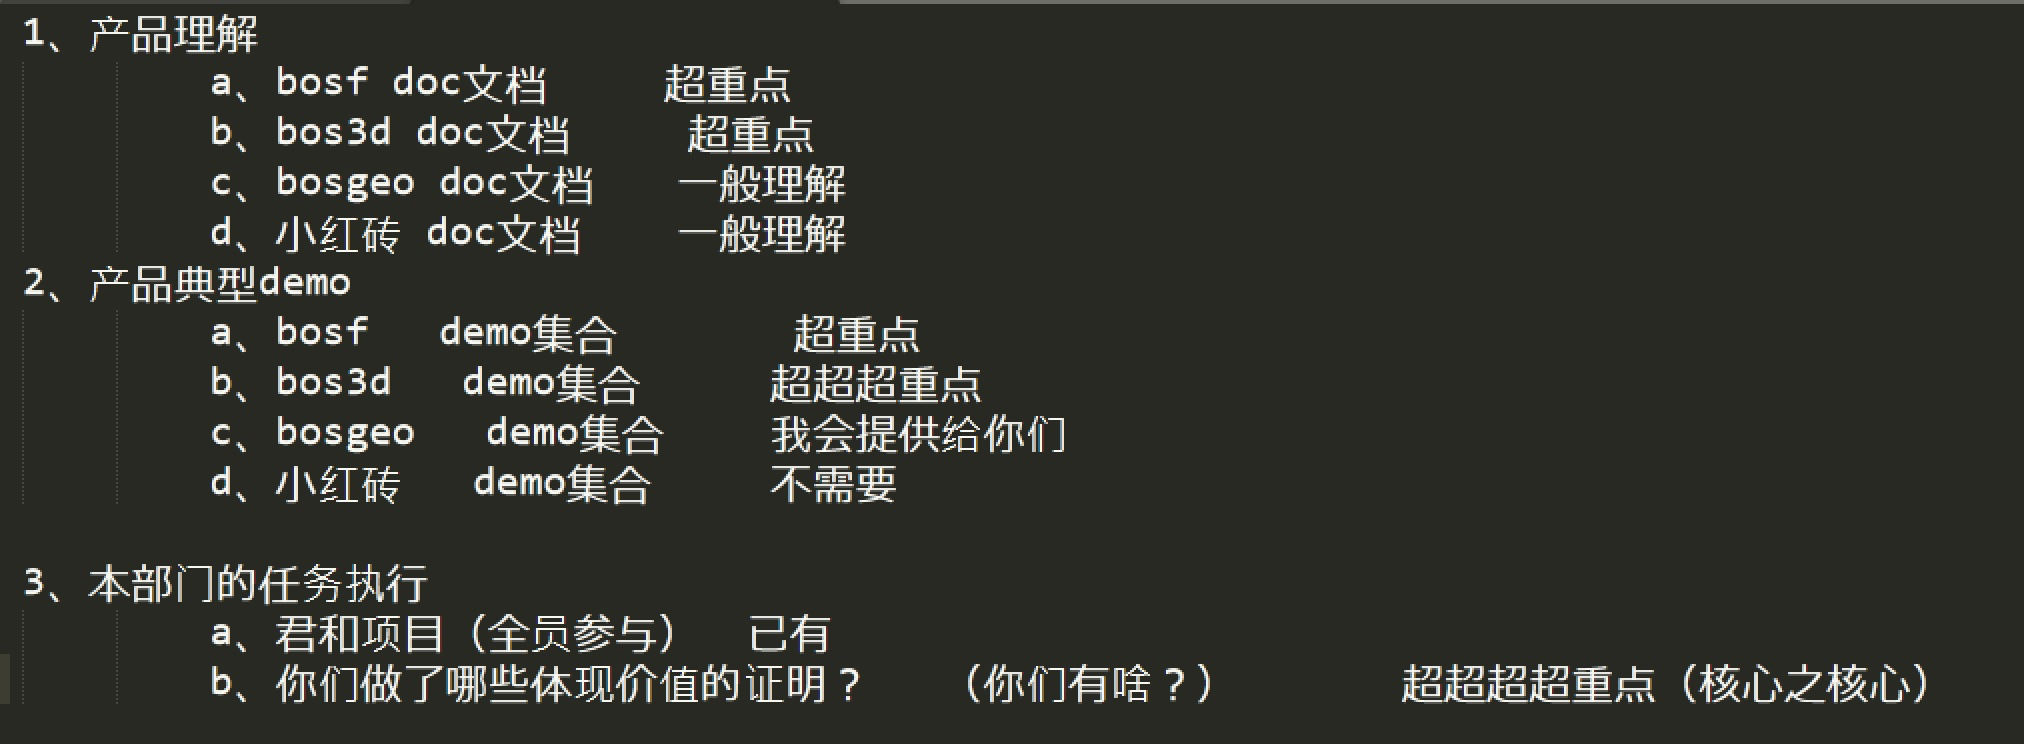 1、产品理解
a、bosf doc文档 超重点
b、bos3d doc文档 超重点
c、bosgeo doc文档 一般理解
d、小红砖 doc文档 一般理解
2、产品典型demo
a、bosf demo集合 超重点
b、bos3d demo集合 超超超重点
c、bosgeo demo集合 我会提供给你们
d、小红砖 demo集合 不需要
3、本部门的任务执行
a、君和项目（全员参与） 已有
b、你们做了哪些体现价值的证明？ （你们有啥？） 超超超超重点（核心之核心）